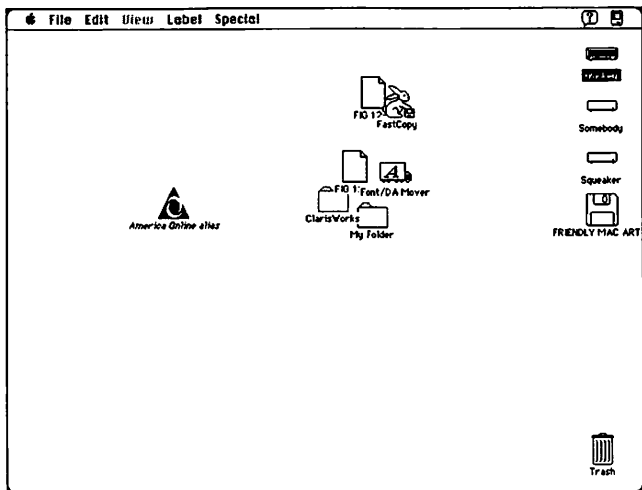 File Edit View Label Special
FIG 12
FastCopy
Somebody
FIG 1
Font/DA Mover
Squeaker
America Online alias
ClarisWorks
My Folder
FRIENDLY MAC ART
Trash